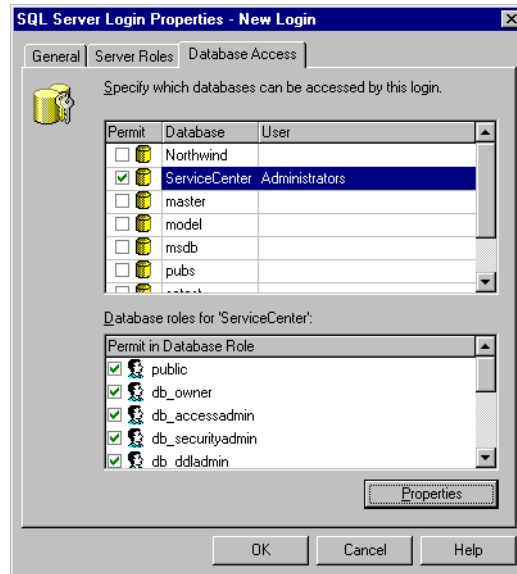 SQL Server Login Properties - New Login
General Server Roles Database Access
Specify which databases can be accessed by this login.
Permit Database User
Northwind
ServiceCenter Administrators
master
model
msdb
pubs
Database roles for 'ServiceCenter':
Permit in Database Role
public
db_owner
db_accessadmin
db_securityadmin
db_ddladmin
Properties
OK Cancel Help